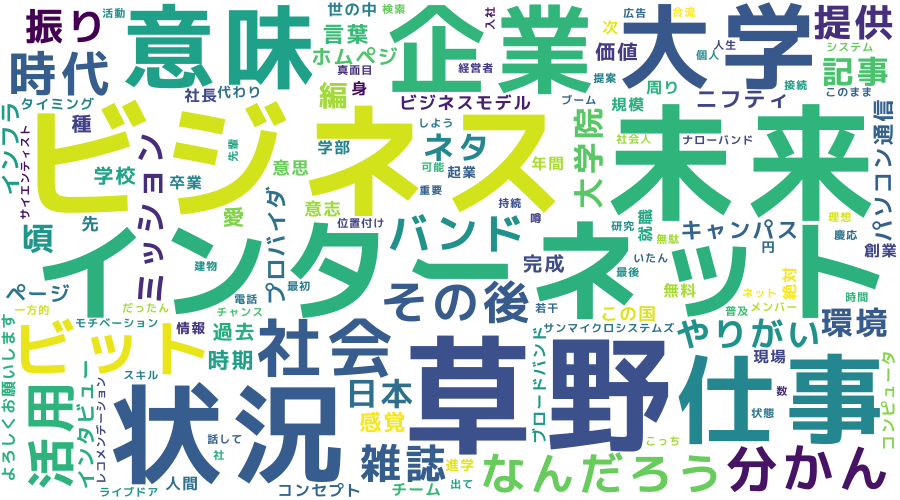 活動
検索
振り
意味
世の中
言葉
ホムペジ
真面目
企業
入社
経営者
広告
合流
次
価値
人生
個人
提案
大学
提供
システム
記事
接続
このまま
時代
社長
代わり
編
身
ビジネスモデル
ブーム
規模
周り
ニフティ
タイミング
インフラ
サイエンティスト
種
学校
卒業
ミッション
ビジネス
先輩
意思
学部
しよう
ネタ
可能
起業
重要
年間
持続
大学院
社会人
ナローバンド
未来
パソコン通信
理想
慶応
創業
頃
先
愛
意志
位置付け
噂
研究
就職
キャンパス
無駄
円
インターネット
建物
プロバイダ
最初
バンド
完成
最後
いたん
無料
ネット
絶対
時間
ページ
一方的
だったん
電話
チャンス
その後
若干
この国
普及
メンバー
モチベーション
情報
過去
時期
ビット
社会
サンマイクロシステムズ
やりがい
環境
よろしくお願いします
活用
インタビュー
レコメンデーション
スキル
状況
日本
感覚
草野
ブロードバンド
仕事
現場
数
状態
コンピュータ
話して
社
雑誌
こっち
ライブドア
人間
コンセプト
チーム
進学
出て
なんだろう
分かん